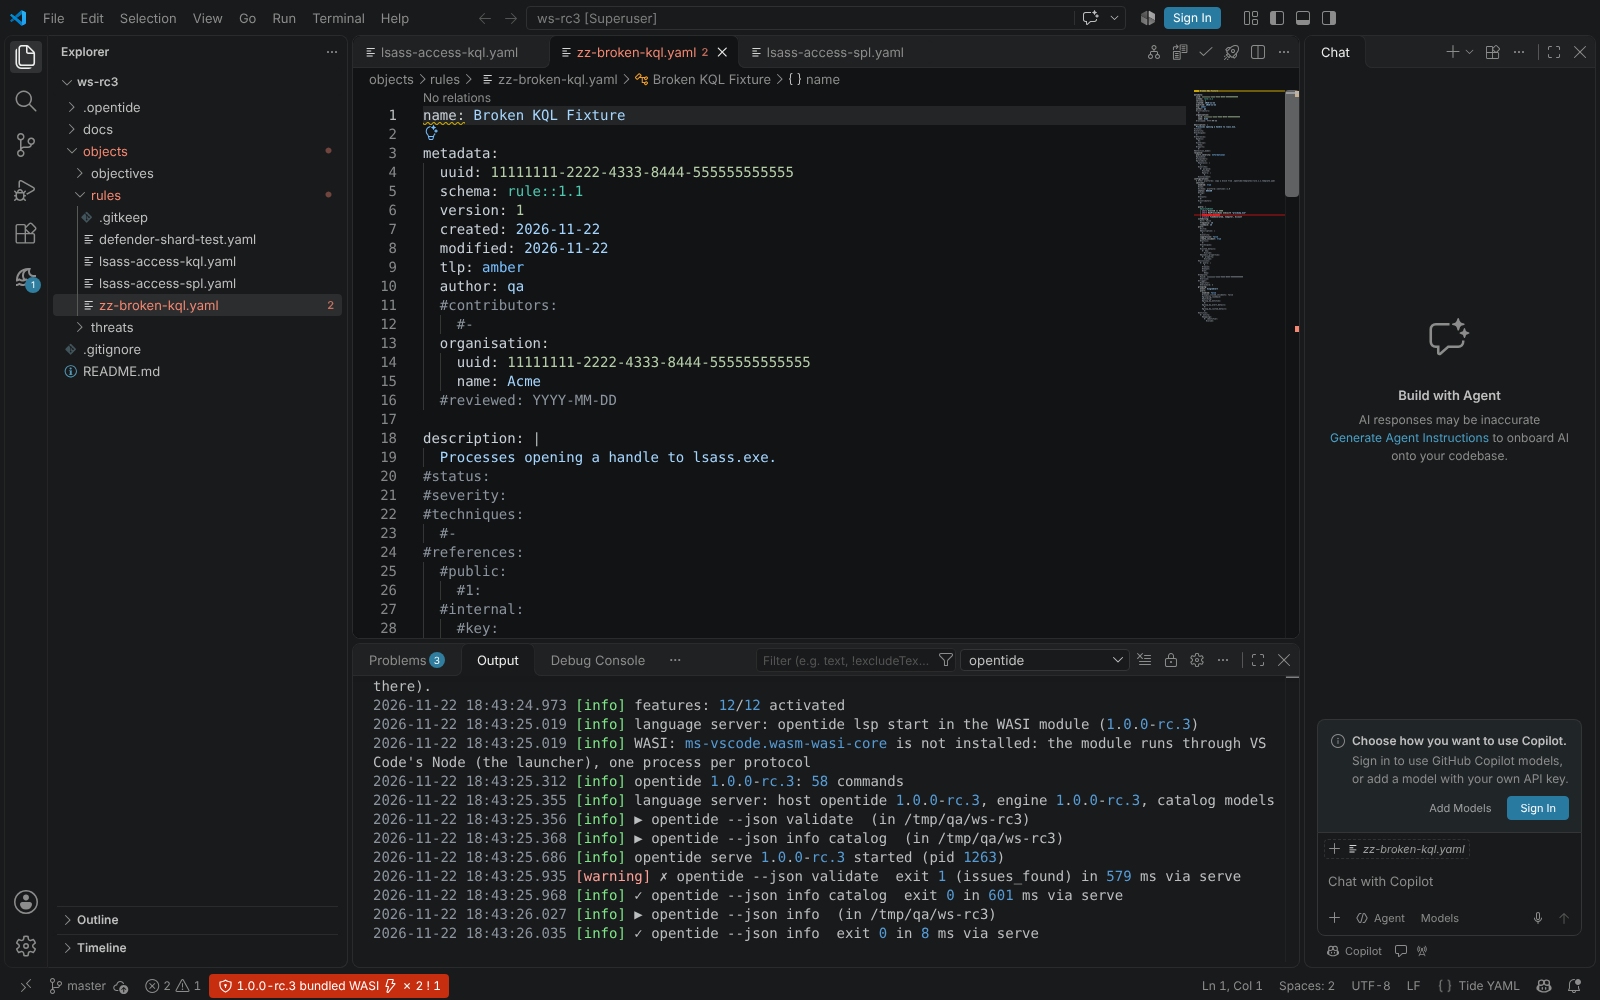 File Edit Selection View Go Run Terminal Help
ws-rc3 [Superuser]
Sign In
Explorer
ws-rc3
.opentide
docs
objects
objectives
rules
.gitkeep
defender-shard-test.yaml
lsass-access-kql.yaml
lsass-access-spl.yaml
zz-broken-kql.yaml 2
threats
.gitignore
README.md
Outline
Timeline
1
lsass-access-kql.yaml
zz-broken-kql.yaml 2
lsass-access-spl.yaml
objects > rules > zz-broken-kql.yaml > Broken KQL Fixture > {} name
No relations
1 name: Broken KQL Fixture
2
3 metadata:
4 uuid: 11111111-2222-4333-8444-555555555555
5 schema: rule::1.1
6 version: 1
7 created: 2026-11-22
8 modified: 2026-11-22
9 tlp: amber
10 author: qa
11 #contributors:
12 #-
13 organisation:
14 uuid: 11111111-2222-4333-8444-555555555555
15 name: Acme
16 #reviewed: YYYY-MM-DD
17
18 description: |
19 Processes opening a handle to lsass.exe.
20 #status:
21 #severity:
22 #techniques:
23 #-
24 #references:
25 #public:
26 #1:
27 #internal:
28 #key:
Problems 3 Output Debug Console
Filter (e.g. text, !excludeTex...
opentide
there).
2026-11-22 18:43:24.973 [info] features: 12/12 activated
2026-11-22 18:43:25.019 [info] language server: opentide lsp start in the WASI module (1.0.0-rc.3)
2026-11-22 18:43:25.019 [info] WASI: ms-vscode.wasm-wasi-core is not installed: the module runs through VS
Code's Node (the launcher), one process per protocol
2026-11-22 18:43:25.312 [info] opentide 1.0.0-rc.3: 58 commands
2026-11-22 18:43:25.355 [info] language server: host opentide 1.0.0-rc.3, engine 1.0.0-rc.3, catalog models
2026-11-22 18:43:25.356 [info] ▶ opentide --json validate (in /tmp/qa/ws-rc3)
2026-11-22 18:43:25.368 [info] ▶ opentide --json info catalog (in /tmp/qa/ws-rc3)
2026-11-22 18:43:25.686 [info] opentide serve 1.0.0-rc.3 started (pid 1263)
2026-11-22 18:43:25.935 [warning] ✗ opentide --json validate exit 1 (issues_found) in 579 ms via serve
2026-11-22 18:43:25.968 [info] ✓ opentide --json info catalog exit 0 in 601 ms via serve
2026-11-22 18:43:26.027 [info] ▶ opentide --json info (in /tmp/qa/ws-rc3)
2026-11-22 18:43:26.035 [info] ✓ opentide --json info exit 0 in 8 ms via serve
Chat
Build with Agent
AI responses may be inaccurate
Generate Agent Instructions to onboard AI
onto your codebase.
Choose how you want to use Copilot.
Sign in to use GitHub Copilot models,
or add a model with your own API key.
Add Models Sign In
zz-broken-kql.yaml
Chat with Copilot
Agent Models
Copilot
master 2 1 1.0.0-rc.3 bundled WASI × 2 ! 1
Ln 1, Col 1 Spaces: 2 UTF-8 LF {} Tide YAML